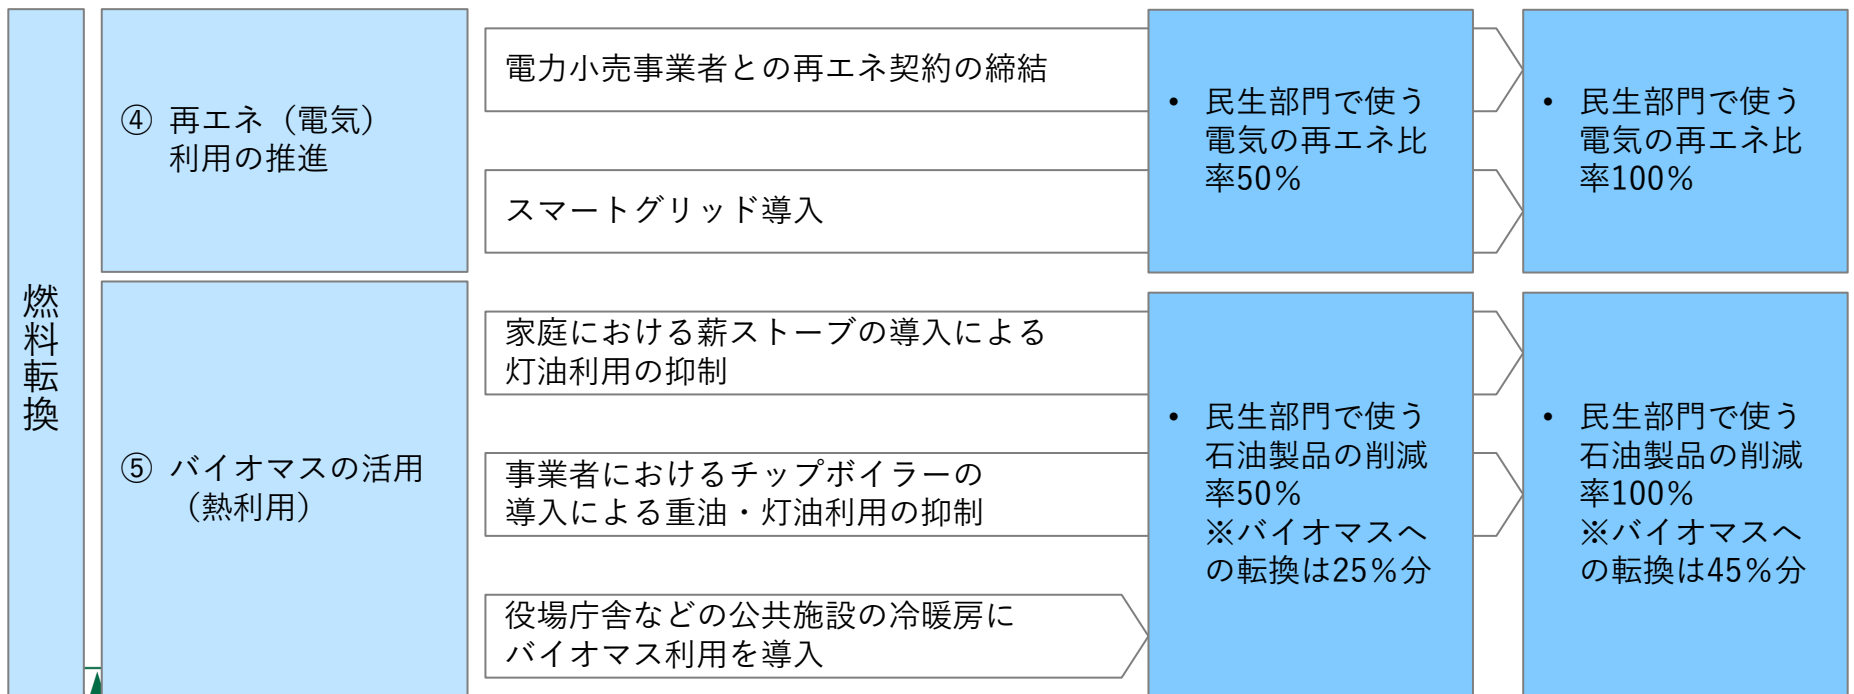 燃料転換
④ 再エネ（電気）
利用の推進
電力小売事業者との再エネ契約の締結
スマートグリッド導入
• 民生部門で使う
電気の再エネ比
率50%
• 民生部門で使う
電気の再エネ比
率100%
⑤ バイオマスの活用
（熱利用）
家庭における薪ストーブの導入による
灯油利用の抑制
事業者におけるチップボイラーの
導入による重油・灯油利用の抑制
役場庁舎などの公共施設の冷暖房に
バイオマス利用を導入
• 民生部門で使う
石油製品の削減
率50%
※バイオマスへ
の転換は25%分
• 民生部門で使う
石油製品の削減
率100%
※バイオマスへ
の転換は45%分